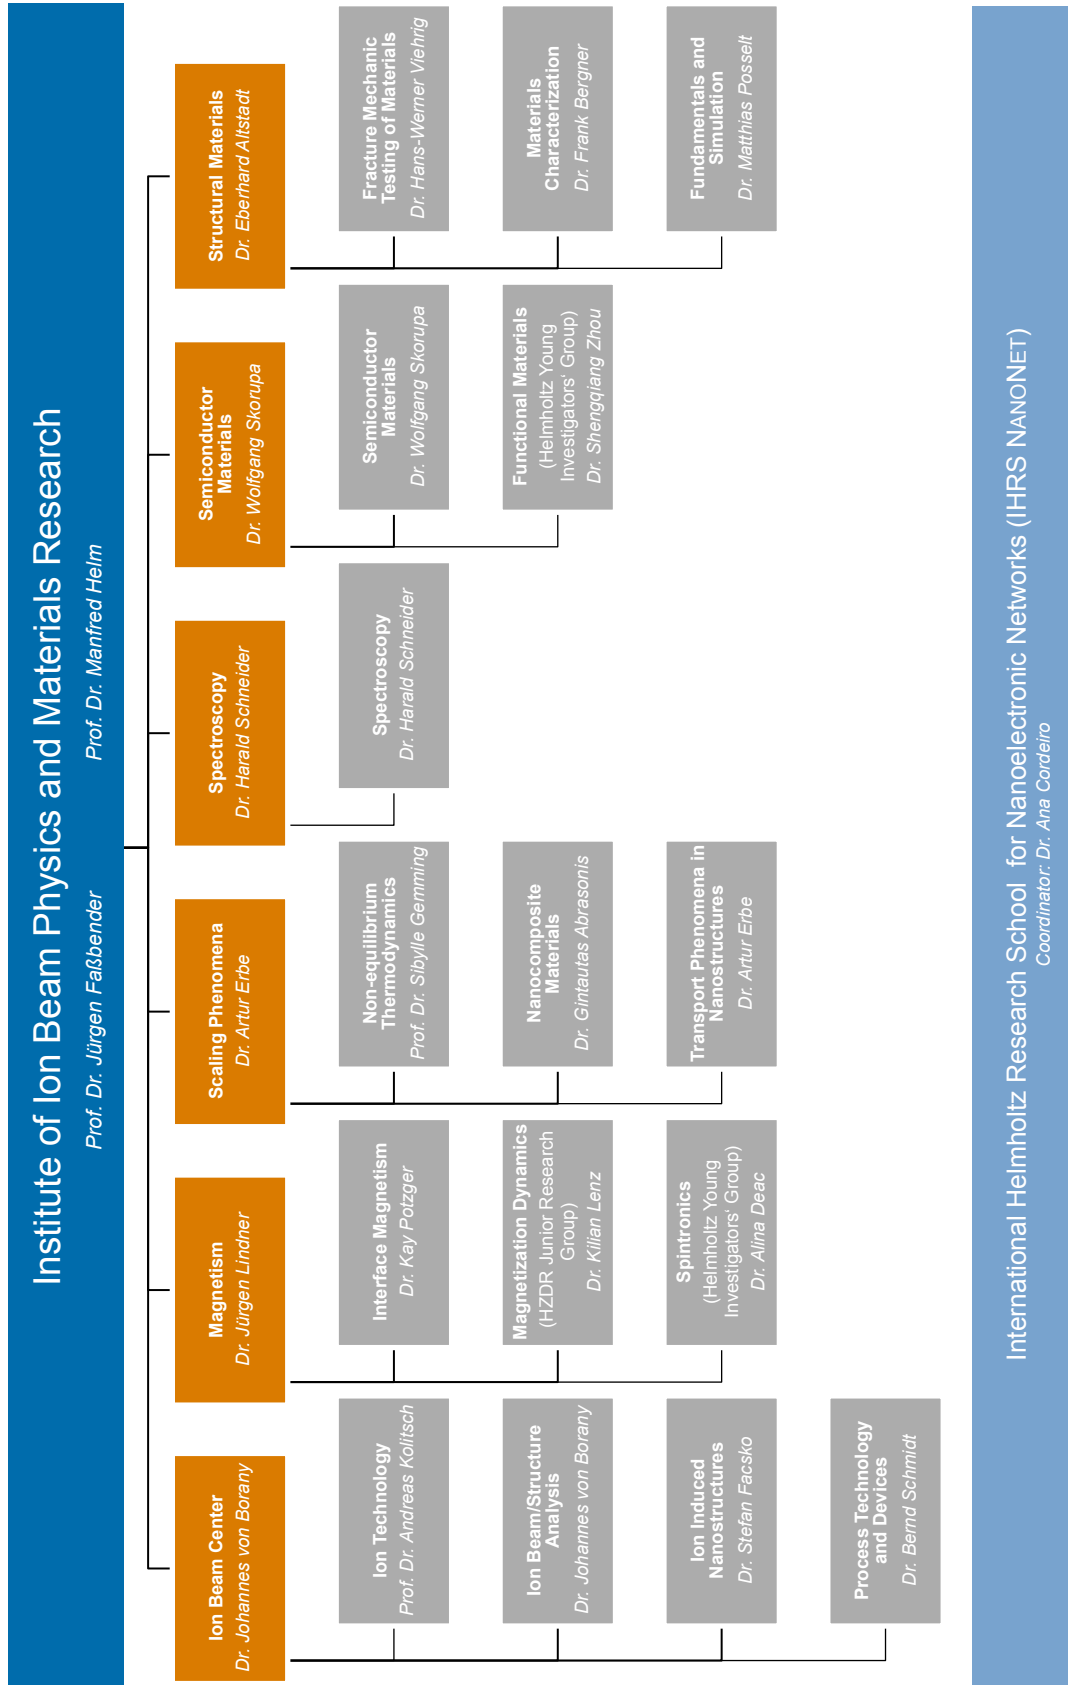 Institute of Ion Beam Physics and Materials Research
Prof. Dr. Jürgen Faßbender
Prof. Dr. Manfred Helm
Ion Beam Center
Dr. Johannes von Borany
Ion Technology
Prof. Dr. Andreas Kolitsch
Ion Beam/Structure
Analysis
Dr. Johannes von Borany
Ion Induced
Nanostructures
Dr. Stefan Facsko
Process Technology
and Devices
Dr. Bernd Schmidt
Magnetism
Dr. Jürgen Lindner
Interface Magnetism
Dr. Kay Potzger
Magnetization Dynamics
(HZDR Junior Research
Group)
Dr. Kilian Lenz
Spintronics
(Helmholtz Young
Investigators‘ Group)
Dr. Alina Deac
Scaling Phenomena
Dr. Artur Erbe
Non-equilibrium
Thermodynamics
Prof. Dr. Sibylle Gemming
Nanocomposite
Materials
Dr. Gintautas Abrasonis
Transport Phenomena in
Nanostructures
Dr. Artur Erbe
Spectroscopy
Dr. Harald Schneider
Spectroscopy
Dr. Harald Schneider
Semiconductor
Materials
Dr. Wolfgang Skorupa
Semiconductor
Materials
Dr. Wolfgang Skorupa
Functional Materials
(Helmholtz Young
Investigators‘ Group)
Dr. Shengqiang Zhou
Structural Materials
Dr. Eberhard Altstadt
Fracture Mechanic
Testing of Materials
Dr. Hans-Werner Viehrig
Materials
Characterization
Dr. Frank Bergner
Fundamentals and
Simulation
Dr. Matthias Posselt
International Helmholtz Research School for Nanoelectronic Networks (IHRS NANONET)
Coordinator: Dr. Ana Cordeiro